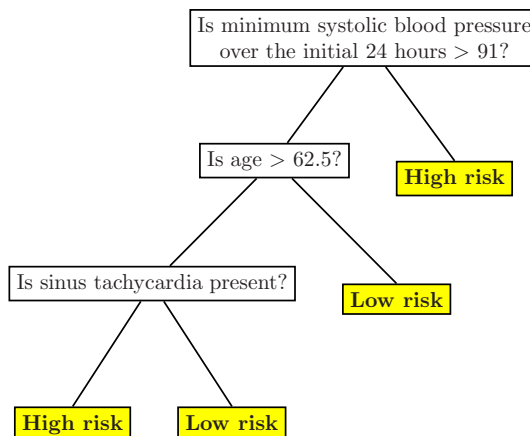 Is minimum systolic blood pressure
over the initial 24 hours > 91?
Is age > 62.5?
High risk
Is sinus tachycardia present?
Low risk
High risk
Low risk